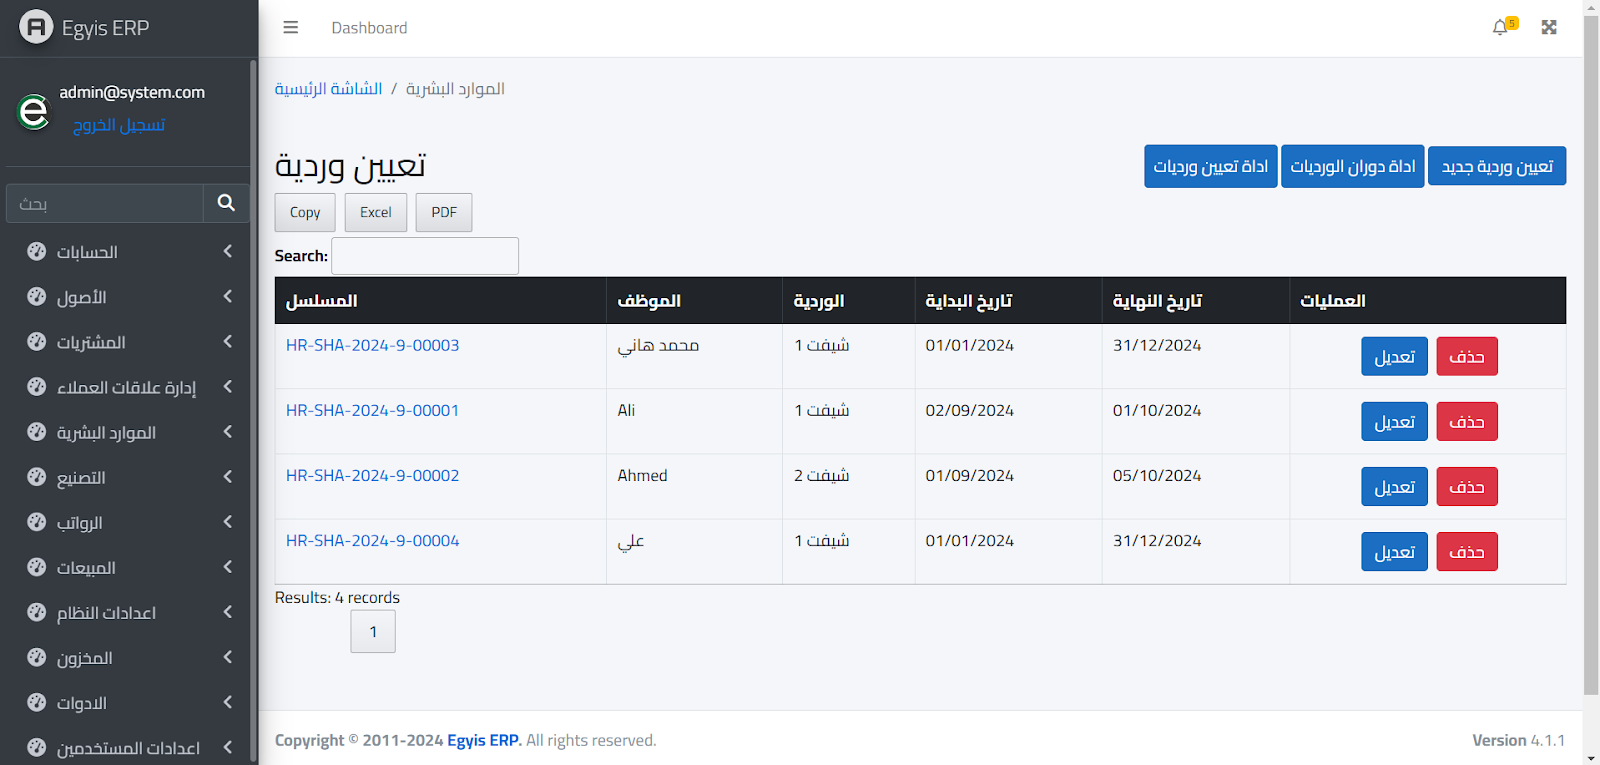 A Egyis ERP
admin@system.com
تسجيل الخروج
بحث
الحسابات
الأصول
المشتريات
إدارة علاقات العملاء
الموارد البشرية
التصنيع
الرواتب
المبيعات
اعدادات النظام
المخزون
الادوات
اعدادات المستخدمين
Dashboard
5
الشاشة الرئيسية / الموارد البشرية
تعيين وردية
تعيين وردية جديد
اداة دوران الورديات
اداة تعيين ورديات
Copy Excel PDF
Search:
المسلسل الموظف الوردية تاريخ البداية تاريخ النهاية العمليات
HR-SHA-2024-9-00003 محمد هاني شيفت 1 01/01/2024 31/12/2024 تعديل حذف
HR-SHA-2024-9-00001 Ali شيفت 1 02/09/2024 01/10/2024 تعديل حذف
HR-SHA-2024-9-00002 Ahmed شيفت 2 01/09/2024 05/10/2024 تعديل حذف
HR-SHA-2024-9-00004 علي شيفت 1 01/01/2024 31/12/2024 تعديل حذف
Results: 4 records
1
Copyright © 2011-2024 Egyis ERP. All rights reserved.
Version 4.1.1